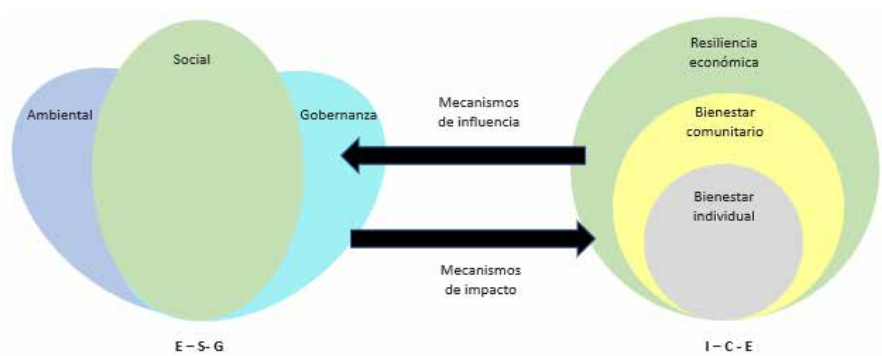 Social
Ambiental
Gobernanza
Mecanismos
de influencia
Mecanismos
de impacto
Resiliencia
económica
Bienestar
comunitario
Bienestar
individual
E – S- G
I – C - E